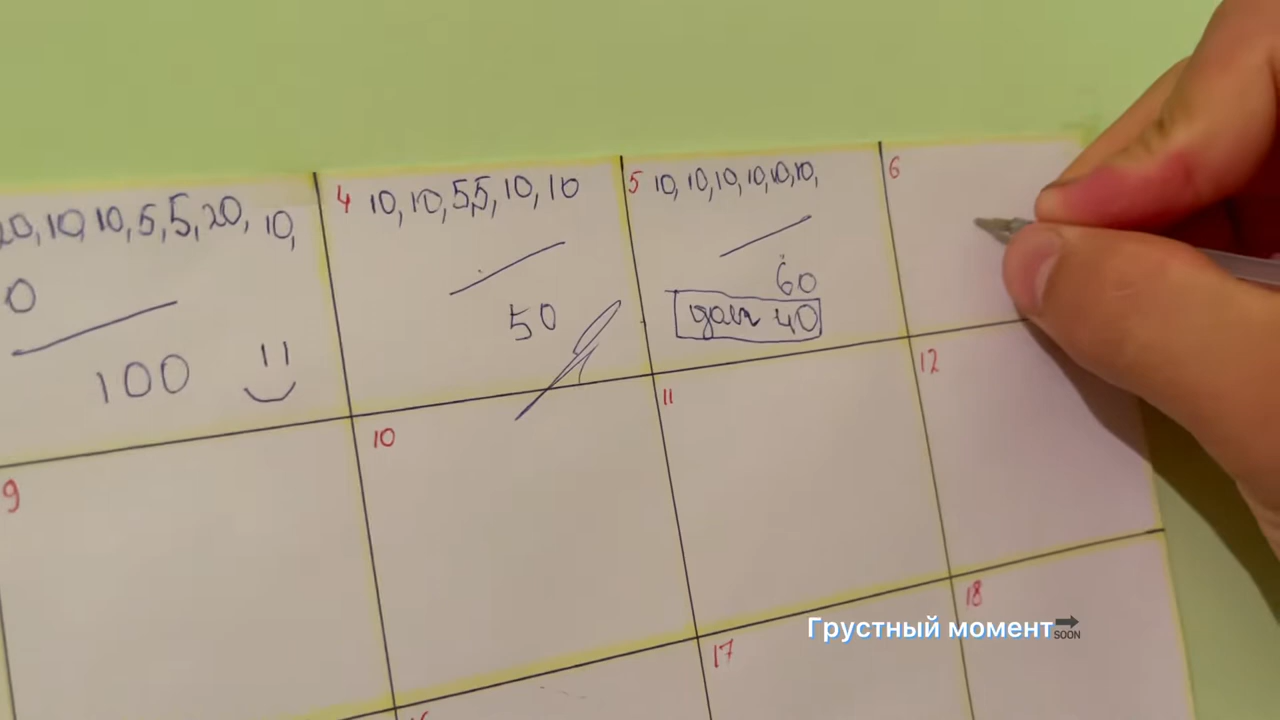 20, 10, 10, 5, 5, 20, 10,
0
100
4 10, 10, 5,5, 10, 10
50
5 10, 10, 10, 10, 10, 10,
60
долг 40
6
9
10
11
12
17
18
Грустный момент
SOON